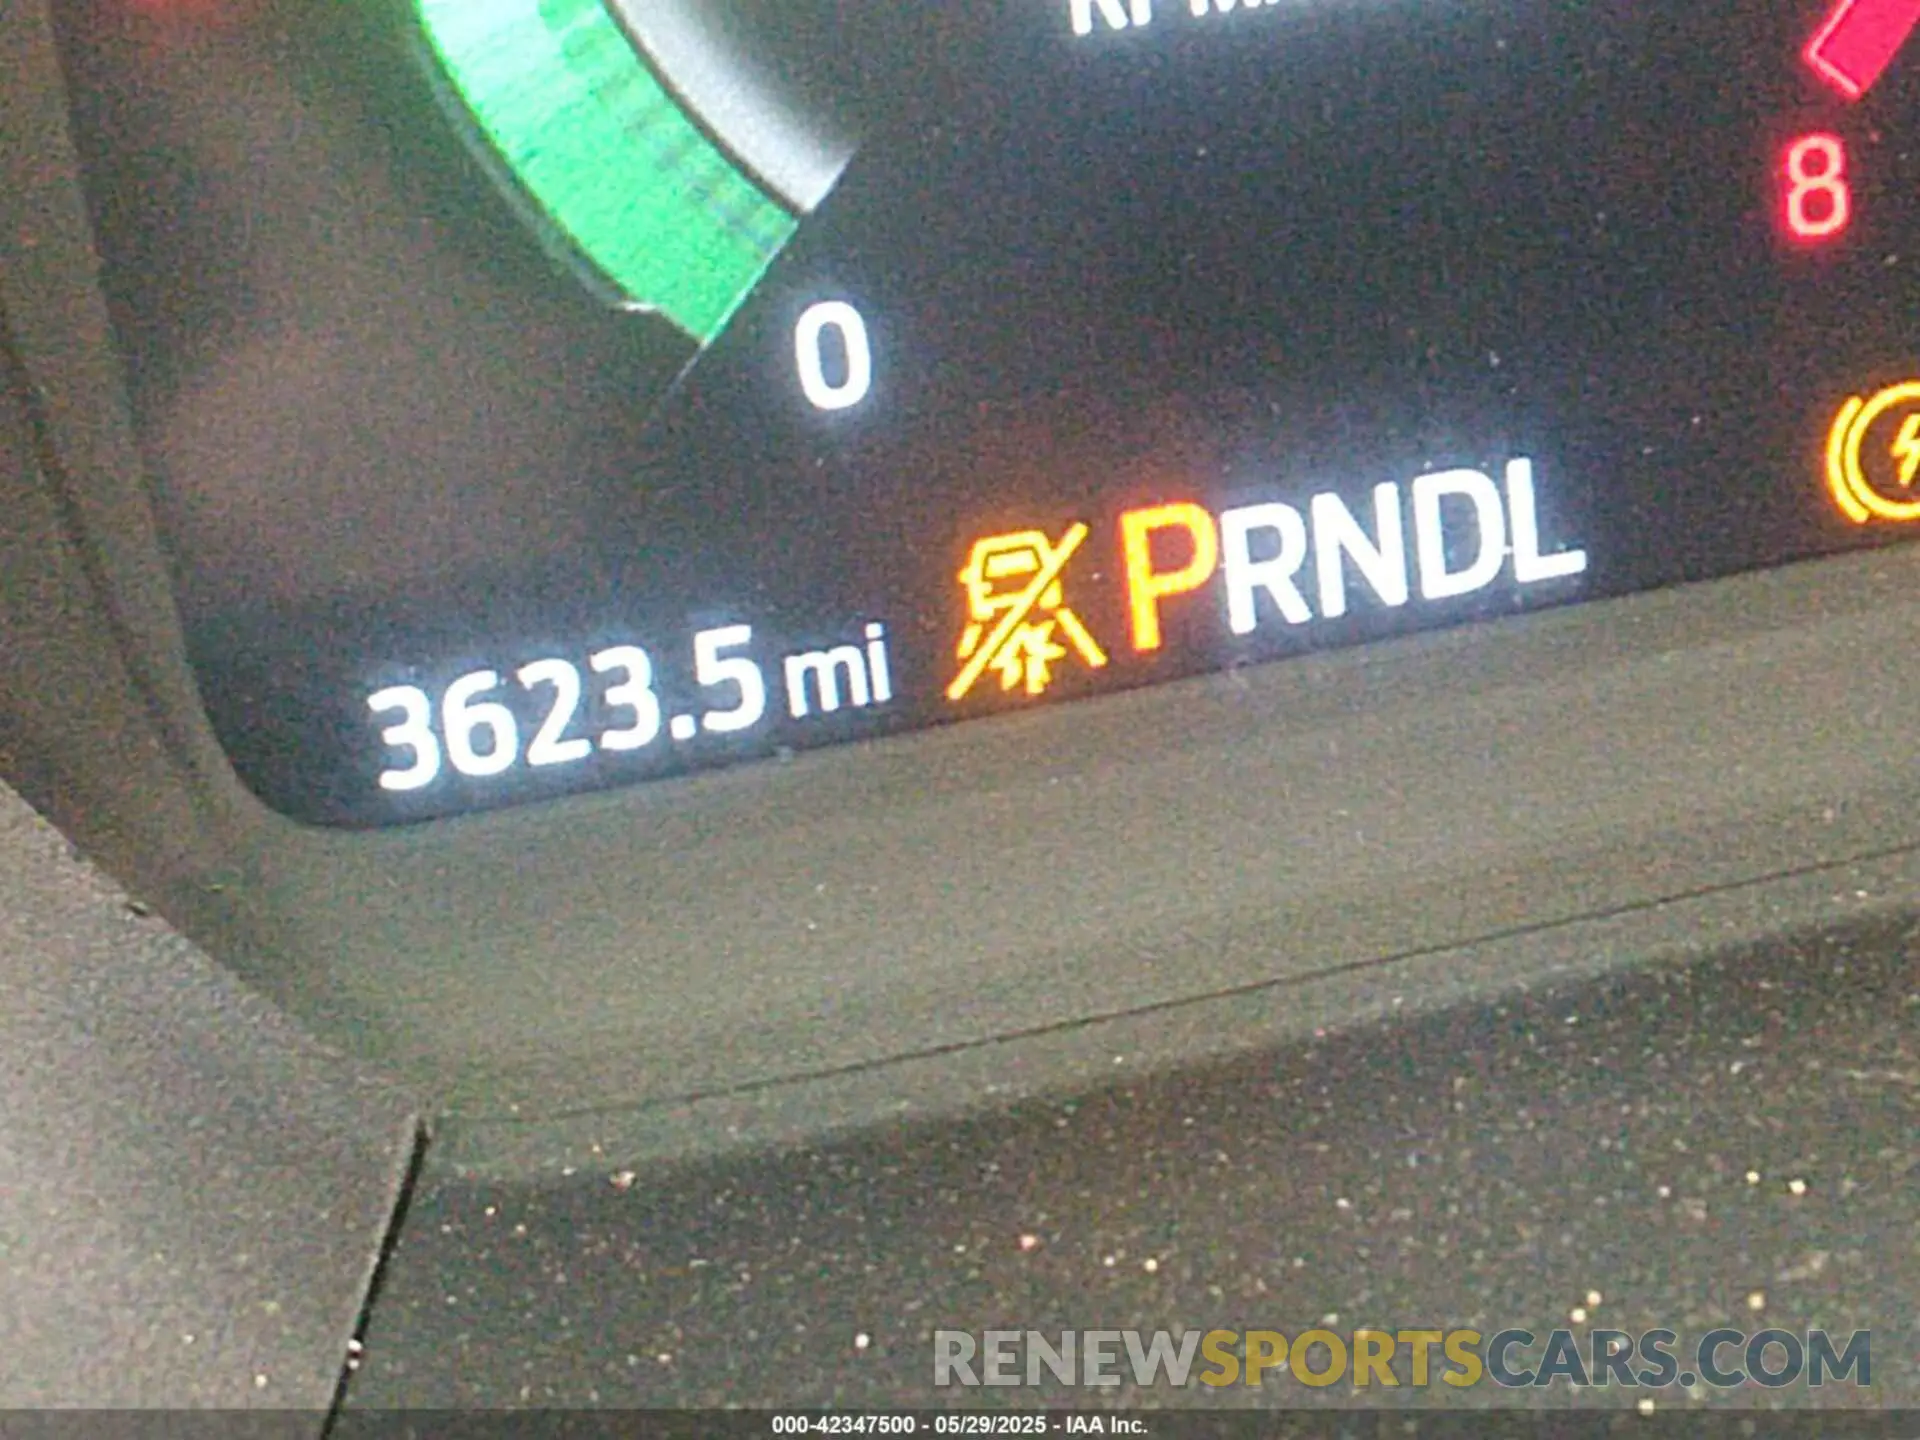 8
0
PRNDL
3623.5 mi
RENEWSPORTSCARS.COM
000-42347500 - 05/29/2025 - IAA Inc.